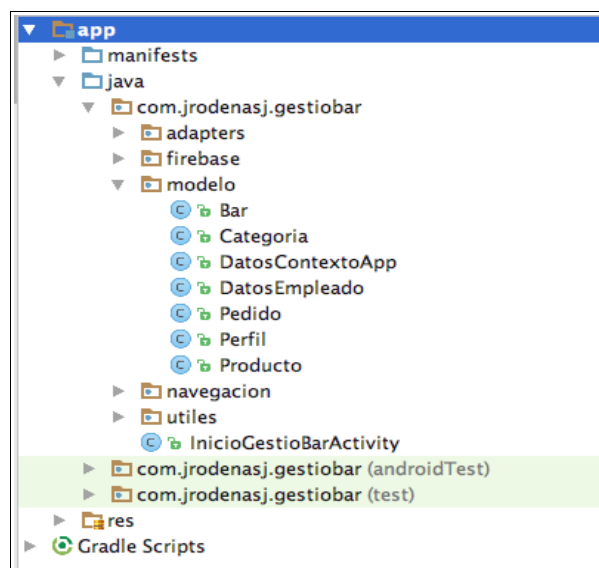 app
manifests
java
com.jrodenasj.gestiobar
adapters
firebase
modelo
Bar
Categoria
DatosContextoApp
DatosEmpleado
Pedido
Perfil
Producto
navegacion
utiles
InicioGestioBarActivity
com.jrodenasj.gestiobar (androidTest)
com.jrodenasj.gestiobar (test)
res
Gradle Scripts